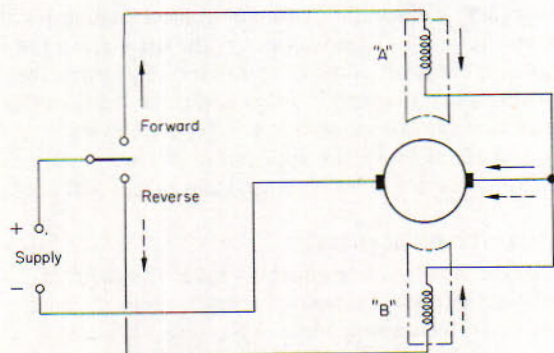 "A"
Forward
Reverse
+
Supply
−
"B"